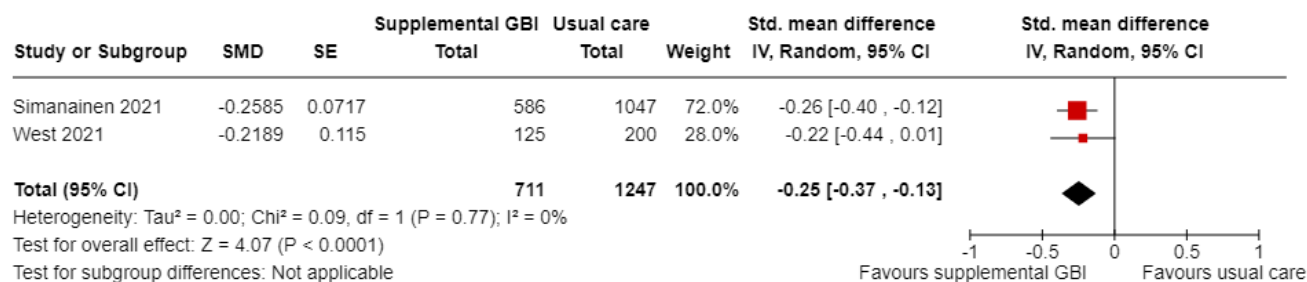 Supplemental GBI Usual care Std. mean difference Std. mean difference
Study or Subgroup SMD SE Total Total Weight IV, Random, 95% CI IV, Random, 95% CI
Simanainen 2021 -0.2585 0.0717 586 1047 72.0% -0.26 [-0.40 , -0.12]
West 2021 -0.2189 0.115 125 200 28.0% -0.22 [-0.44 , 0.01]
Total (95% CI) 711 1247 100.0% -0.25 [-0.37 , -0.13]
Heterogeneity: Tau² = 0.00; Chi² = 0.09, df = 1 (P = 0.77); I² = 0%
Test for overall effect: Z = 4.07 (P < 0.0001)
-1 -0.5 0 0.5 1
Test for subgroup differences: Not applicable Favours supplemental GBI Favours usual care